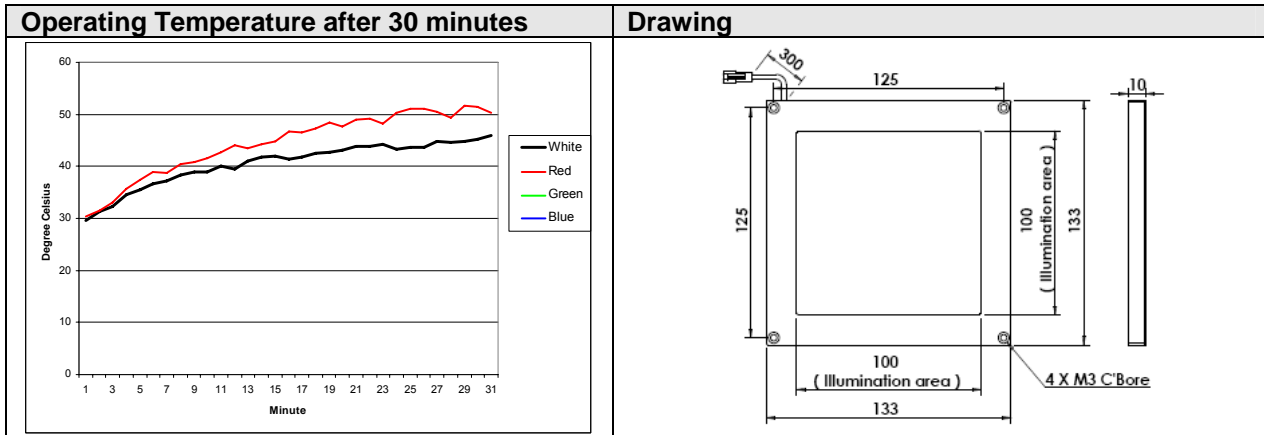 Operating Temperature after 30 minutes
Drawing
60
50
40
30
20
10
0
Degree Celsius
1 3 5 7 9 11 13 15 17 19 21 23 25 27 29 31
Minute
White
Red
Green
Blue
300
125
10
125
100
( Illumination area )
133
100
( Illumination area )
4 X M3 C'Bore
133